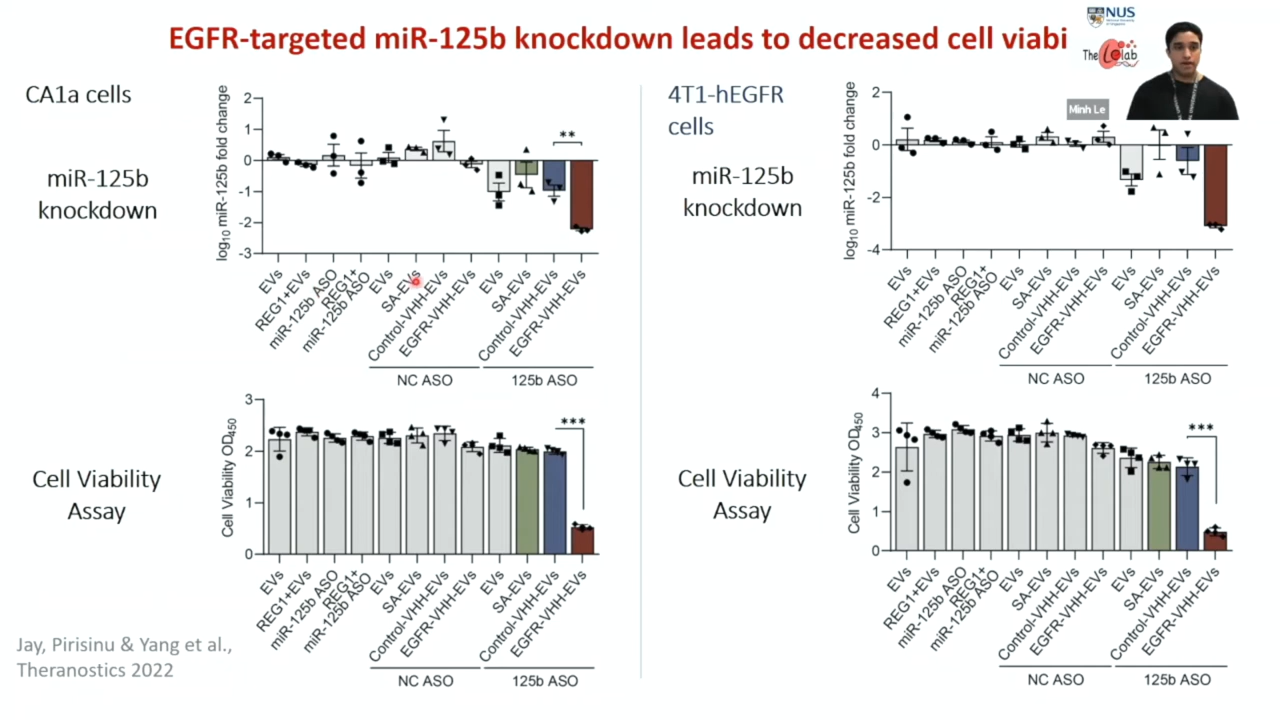 EGFR-targeted miR-125b knockdown leads to decreased cell viabi
NUS
The Le lab
Minh Le
CA1a cells
miR-125b
knockdown
log10 miR-125b fold change
2
1
0
-1
-2
-3
**
EVs
REG1+EVs
miR-125b ASO
REG1+
miR-125b ASO
EVs
SA-EVs
Control-VHH-EVs
EGFR-VHH-EVs
EVs
SA-EVs
Control-VHH-EVs
EGFR-VHH-EVs
NC ASO
125b ASO
4T1-hEGFR
cells
miR-125b
knockdown
log10 miR-125b fold change
2
0
-2
-4
EVs
REG1+EVs
miR-125b ASO
REG1+
miR-125b ASO
EVs
SA-EVs
Control-VHH-EVs
EGFR-VHH-EVs
EVs
SA-EVs
Control-VHH-EVs
EGFR-VHH-EVs
NC ASO
125b ASO
Cell Viability
Assay
Cell Viability OD450
3
2
1
0
***
EVs
REG1+EVs
miR-125b ASO
REG1+
miR-125b ASO
EVs
SA-EVs
Control-VHH-EVs
EGFR-VHH-EVs
EVs
SA-EVs
Control-VHH-EVs
EGFR-VHH-EVs
NC ASO
125b ASO
Cell Viability
Assay
Cell Viability OD450
4
3
2
1
0
***
EVs
REG1+EVs
miR-125b ASO
REG1+
miR-125b ASO
EVs
SA-EVs
Control-VHH-EVs
EGFR-VHH-EVs
EVs
SA-EVs
Control-VHH-EVs
EGFR-VHH-EVs
NC ASO
125b ASO
Jay, Pirisinu & Yang et al.,
Theranostics 2022